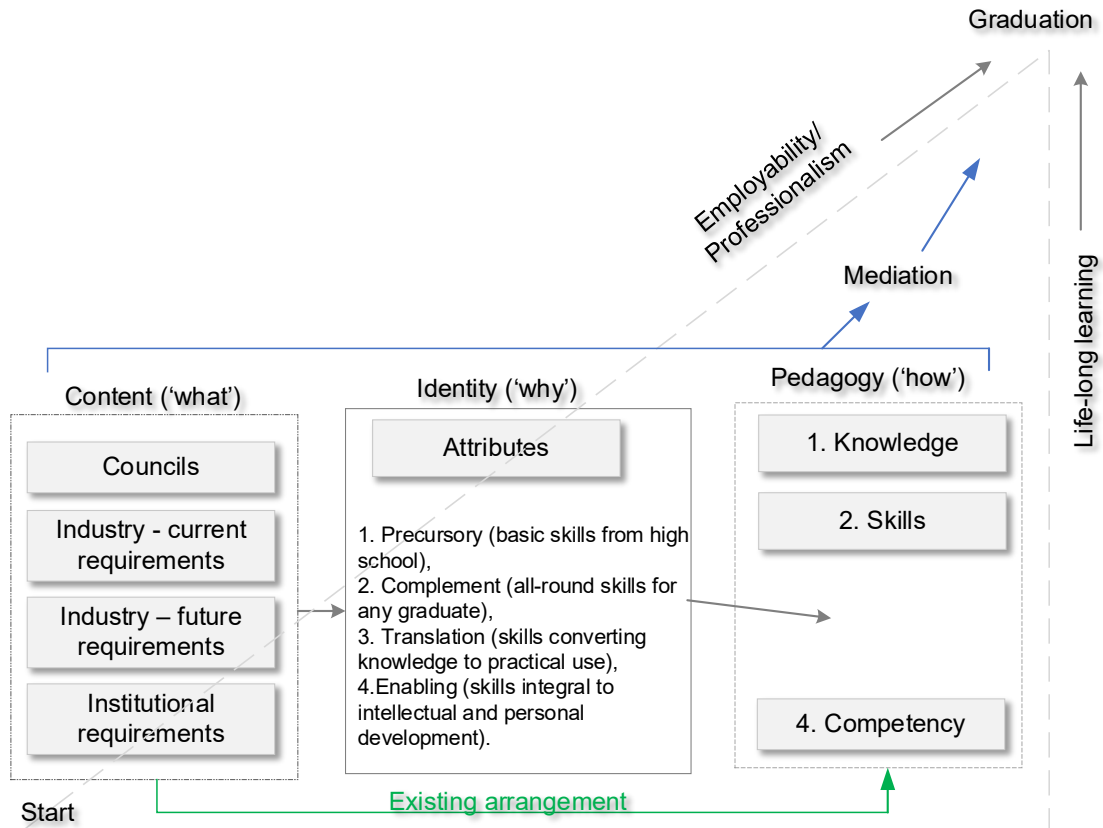 Graduation
Employability/
Professionalism
Mediation
Life-long learning
Content (‘what’)
Councils
Industry - current
requirements
Industry – future
requirements
Institutional
requirements
Identity (‘why’)
Attributes
1. Precursory (basic skills from high
school),
2. Complement (all-round skills for
any graduate),
3. Translation (skills converting
knowledge to practical use),
4.Enabling (skills integral to
intellectual and personal
development).
Pedagogy (‘how’)
1. Knowledge
2. Skills
4. Competency
Existing arrangement
Start